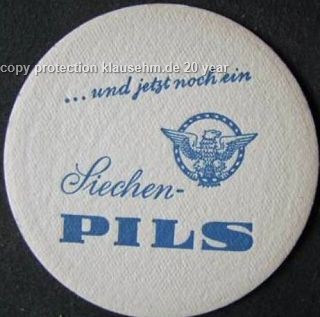 copy protection klausehm.de 20 year
...und jetzt noch ein
Siechen-
PILS